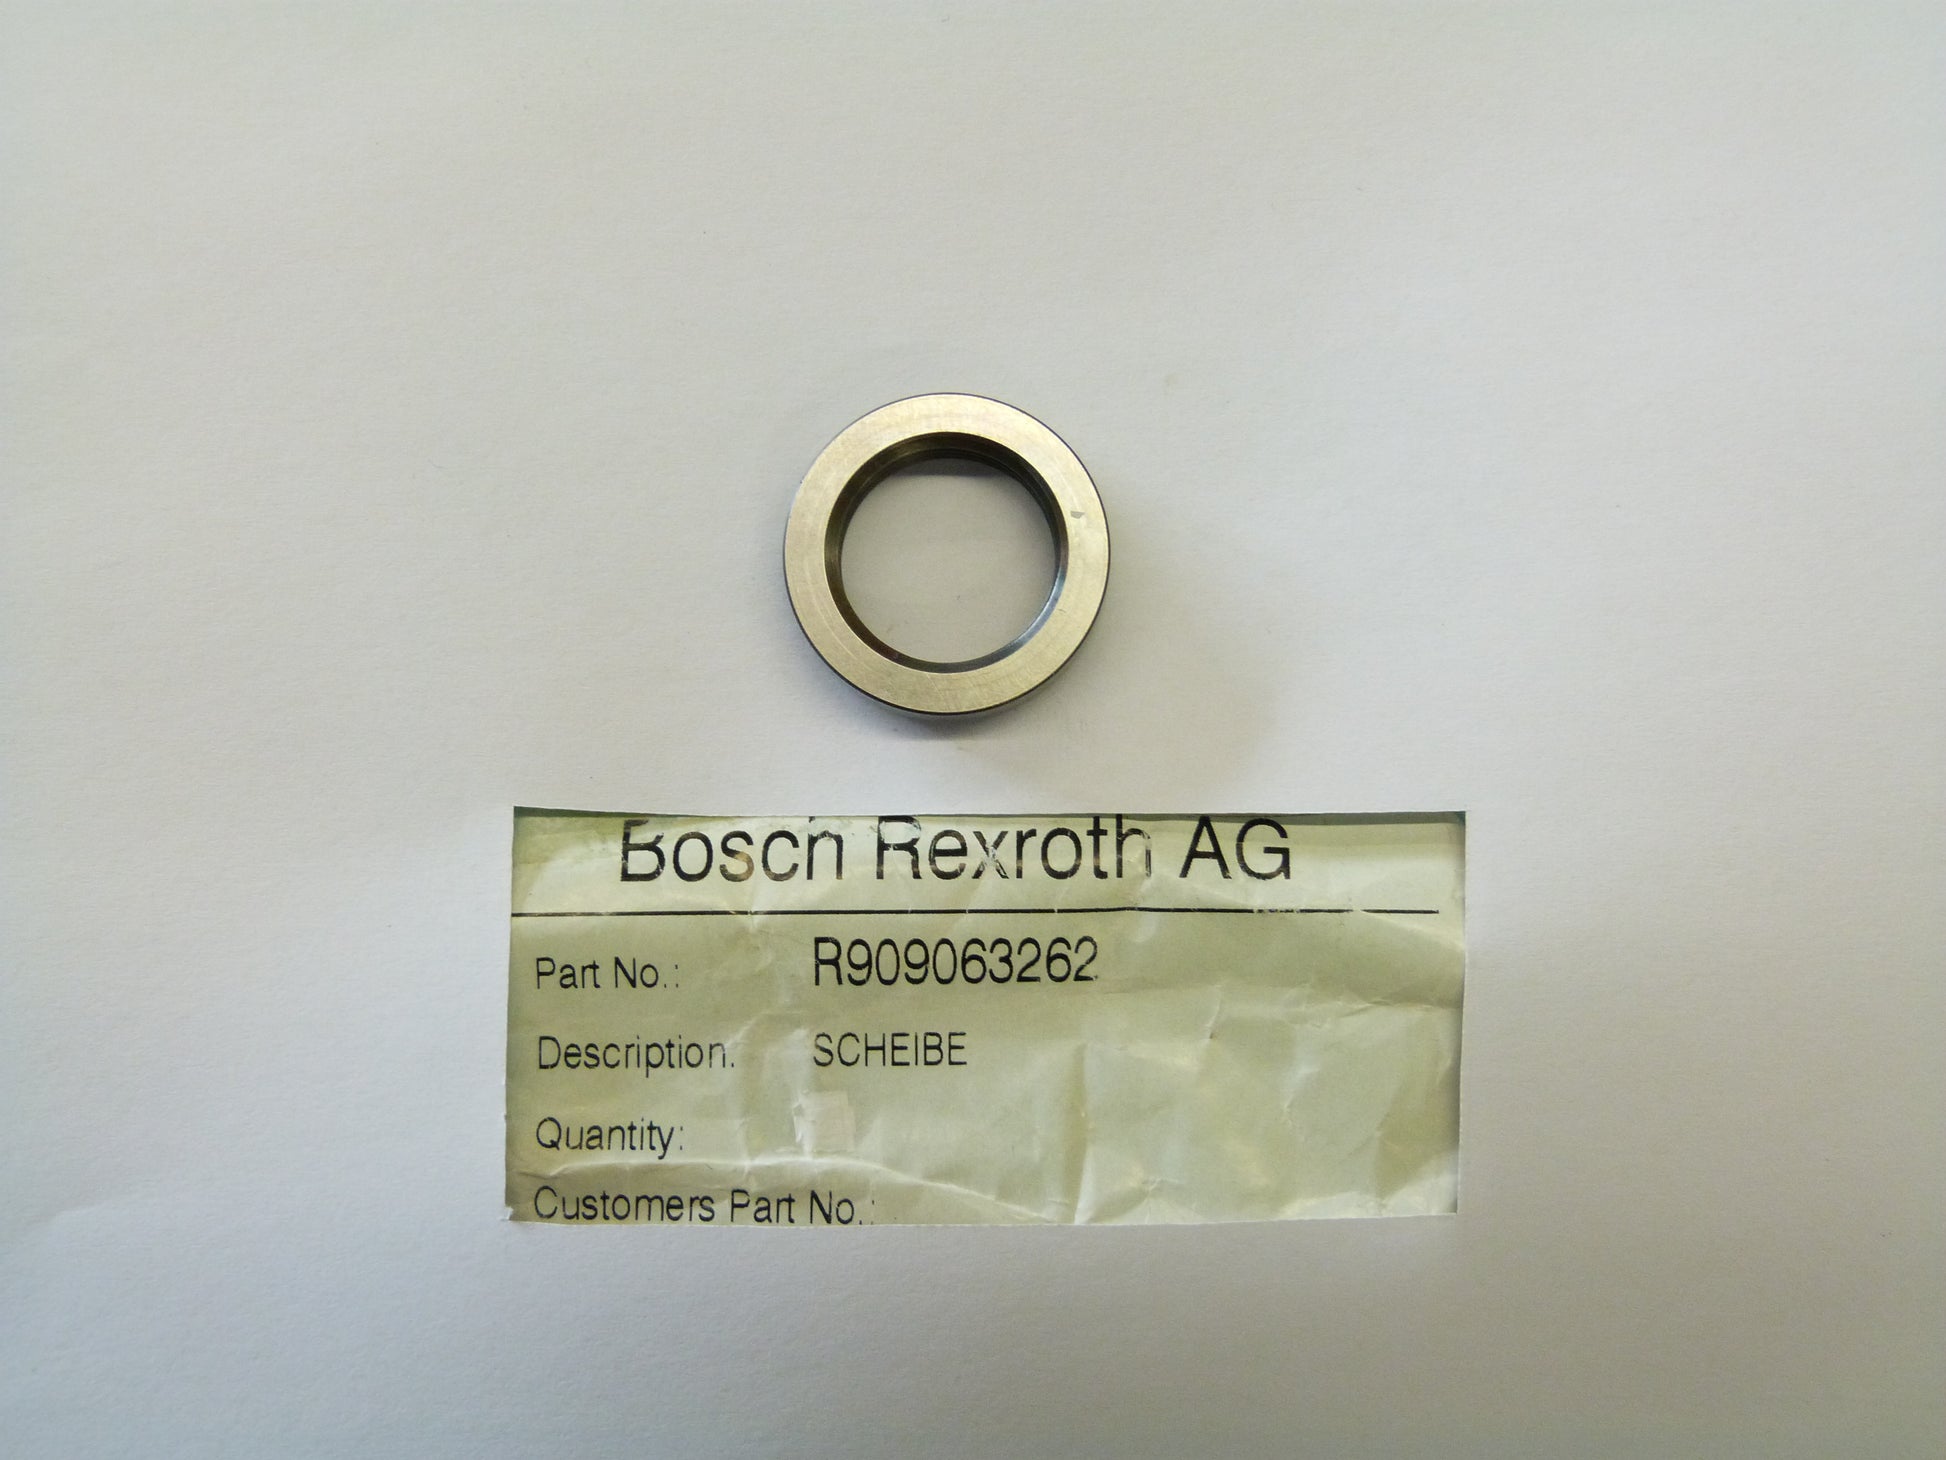 Bosch Rexroth AG
Part No.: R909063262
Description: SCHEIBE
Quantity:
Customers Part No.: